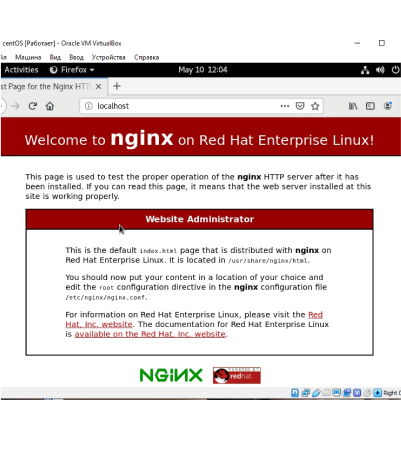 centOS [Работает] - Oracle VM VirtualBox
Машина Вид Ввод Устройства Справка
Activities Firefox May 10 12:04
st Page for the Nginx HTT
localhost
Welcome to nginx on Red Hat Enterprise Linux!
This page is used to test the proper operation of the nginx HTTP server after it has
been installed. If you can read this page, it means that the web server installed at this
site is working properly.
Website Administrator
This is the default index.html page that is distributed with nginx on
Red Hat Enterprise Linux. It is located in /usr/share/nginx/html.
You should now put your content in a location of your choice and
edit the root configuration directive in the nginx configuration file
/etc/nginx/nginx.conf.
For information on Red Hat Enterprise Linux, please visit the Red
Hat, Inc. website. The documentation for Red Hat Enterprise Linux
is available on the Red Hat, Inc. website.
NGINX POWERED BY redhat
Right C